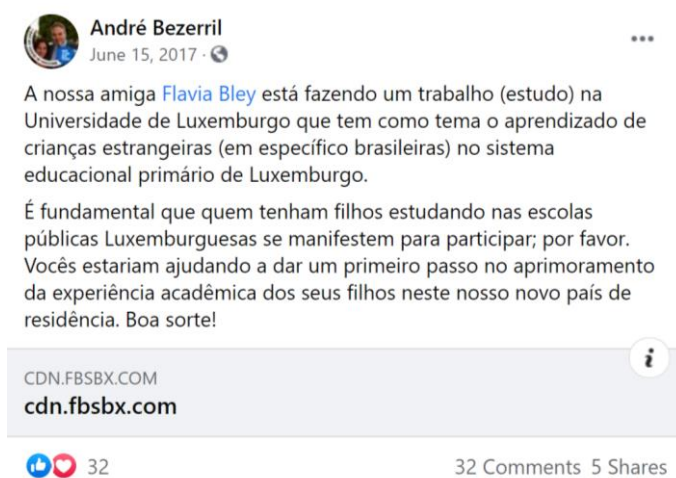 André Bezerril
June 15, 2017 ·
A nossa amiga Flavia Bley está fazendo um trabalho (estudo) na
Universidade de Luxemburgo que tem como tema o aprendizado de
crianças estrangeiras (em específico brasileiras) no sistema
educacional primário de Luxemburgo.
É fundamental que quem tenham filhos estudando nas escolas
públicas Luxemburguesas se manifestem para participar; por favor.
Vocês estariam ajudando a dar um primeiro passo no aprimoramento
da experiência acadêmica dos seus filhos neste nosso novo país de
residência. Boa sorte!
CDN.FBSBX.COM
cdn.fbsbx.com
32
32 Comments 5 Shares